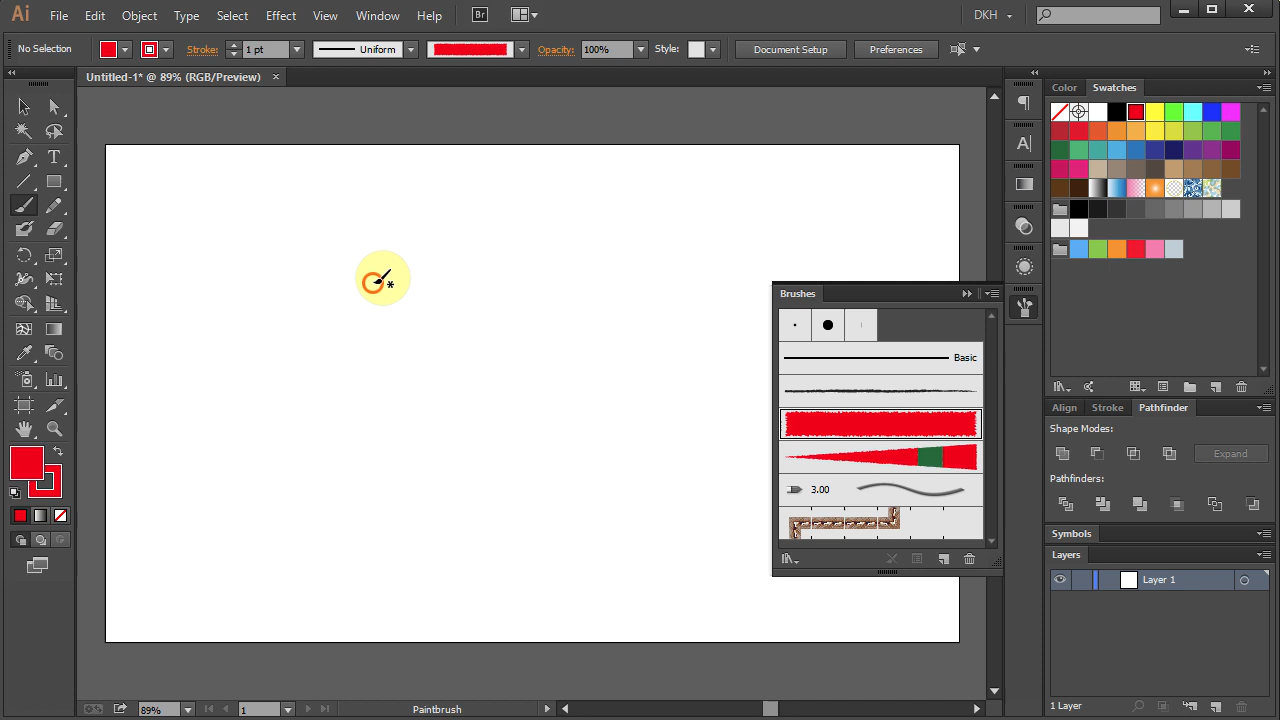 Ai File Edit Object Type Select Effect View Window Help Br DKH
No Selection Stroke: 1 pt Uniform Opacity: 100% Style: Document Setup Preferences
Untitled-1* @ 89% (RGB/Preview) ×
Color Swatches
Brushes
Basic
3.00
Align Stroke Pathfinder
Shape Modes:
Expand
Pathfinders:
Symbols
Layers
Layer 1
1 Layer
89% 1 Paintbrush